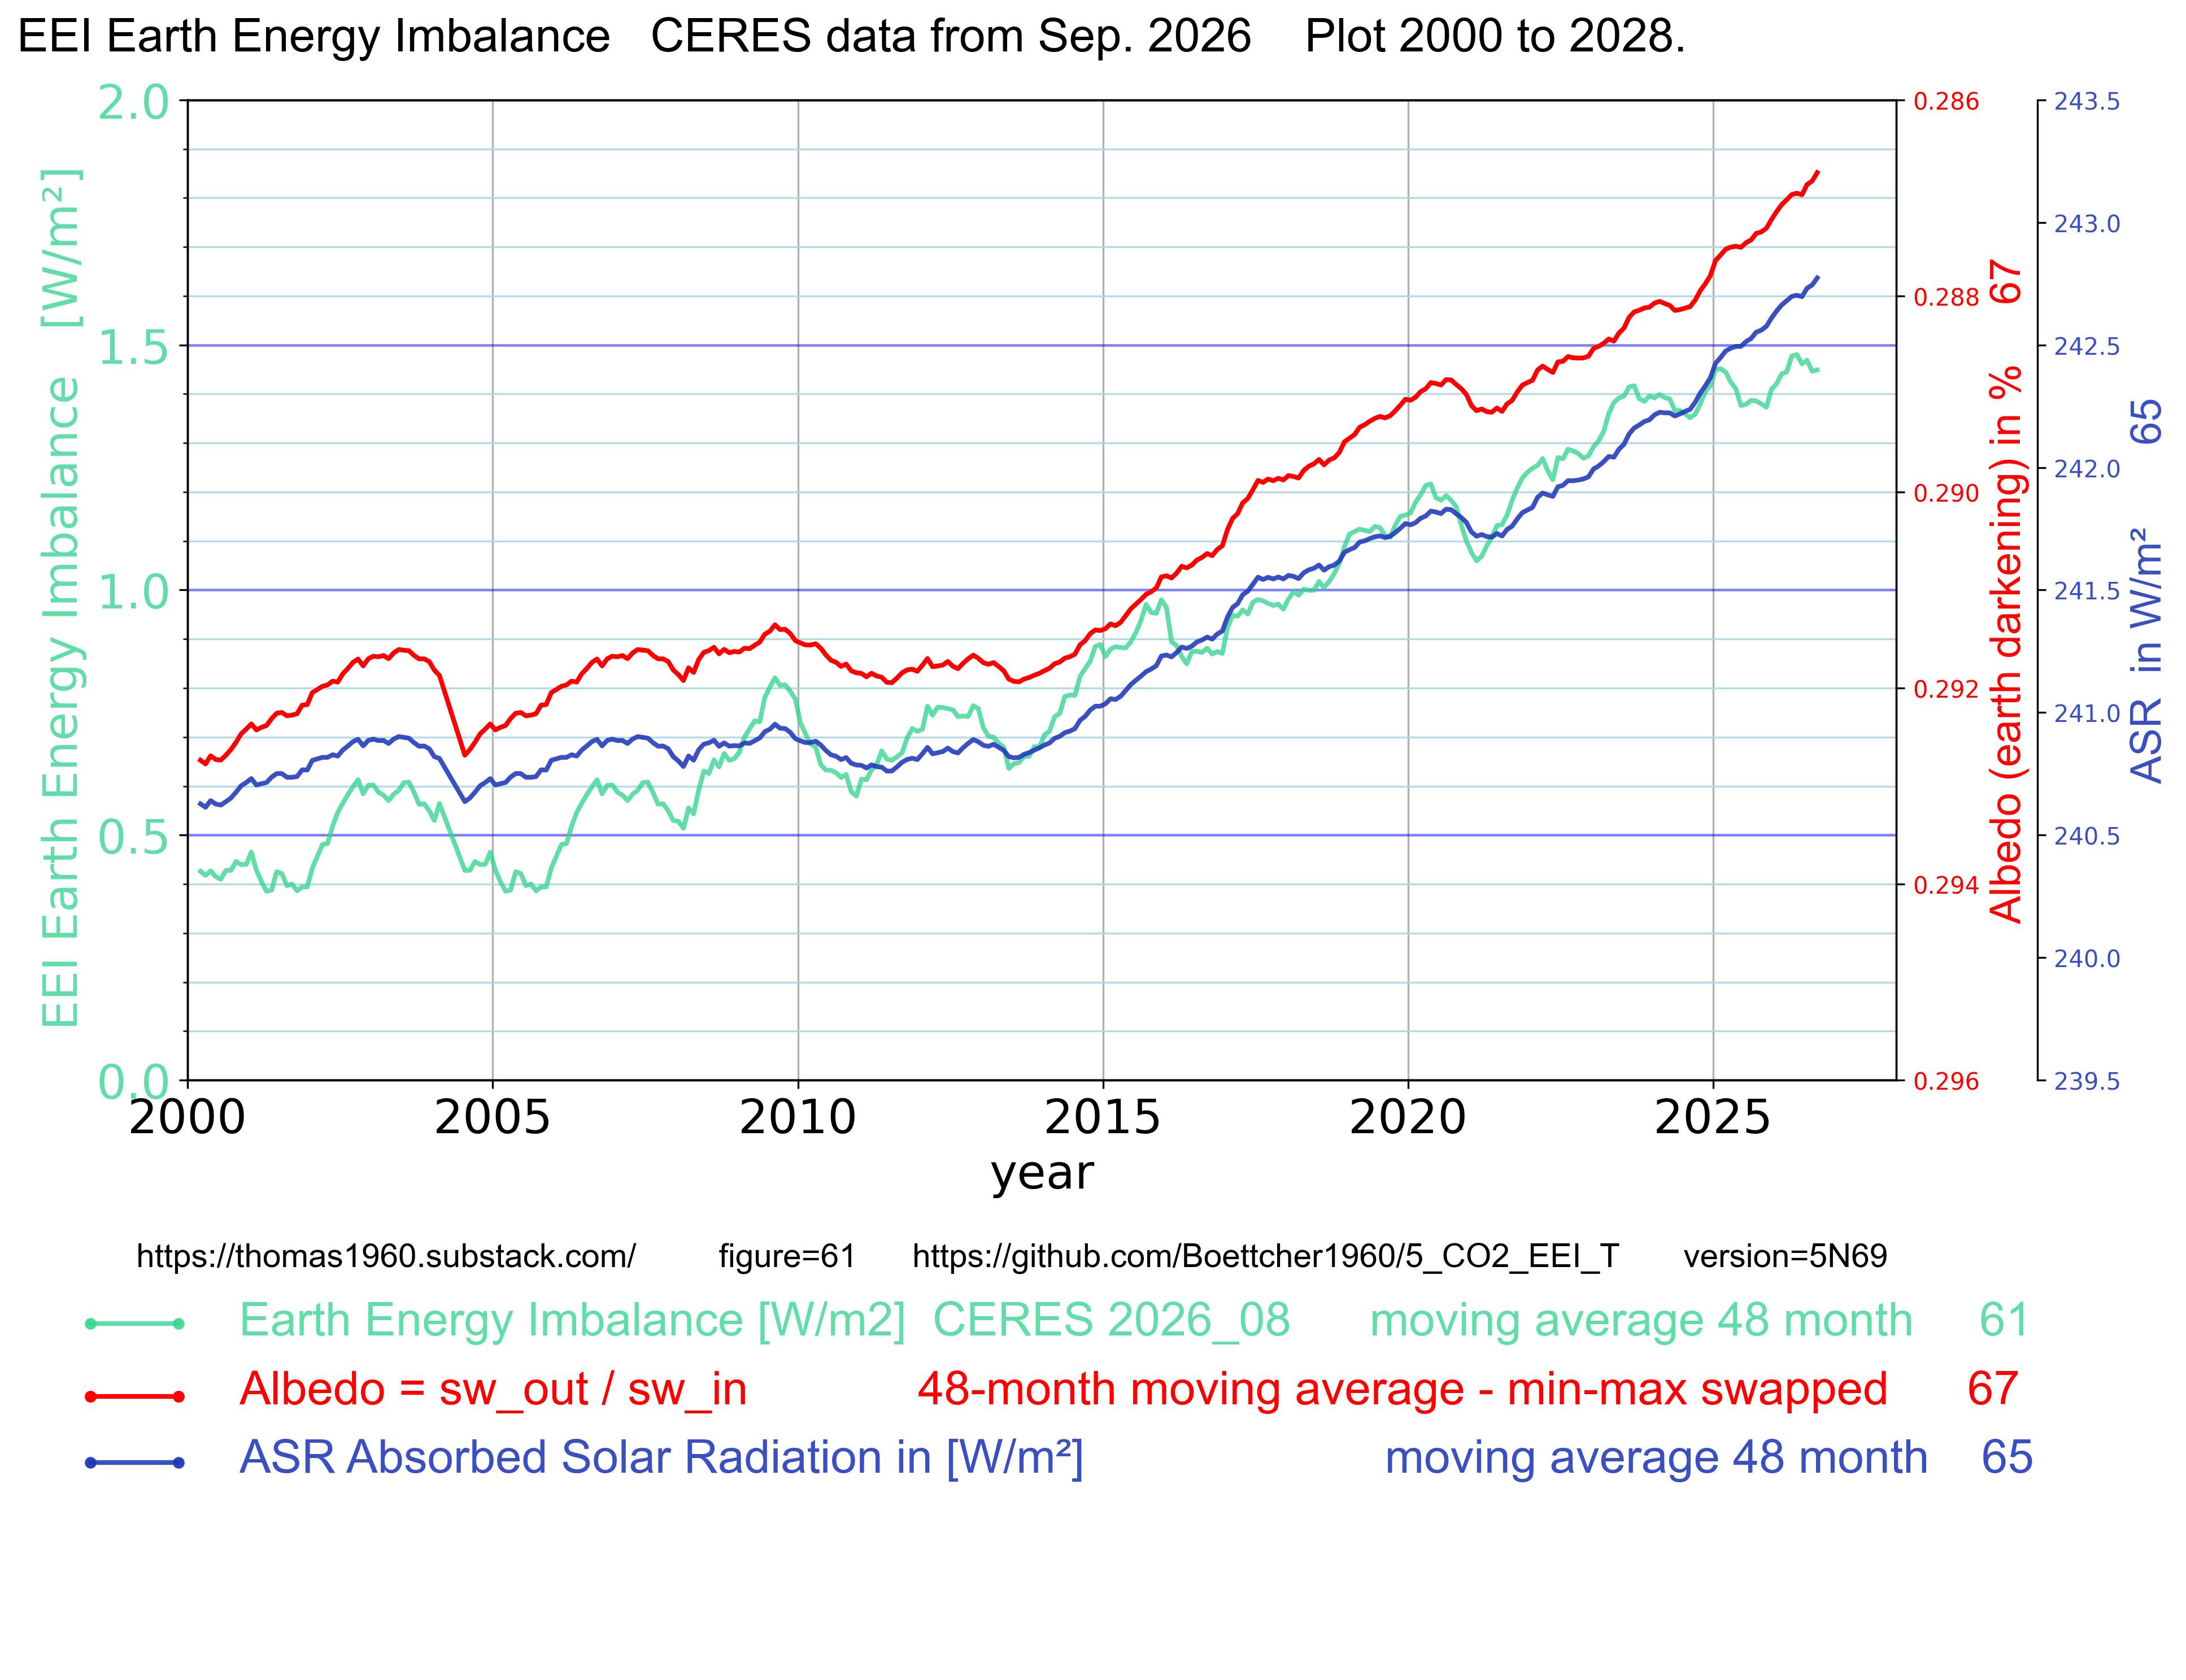 EEI Earth Energy Imbalance CERES data from Sep. 2026 Plot 2000 to 2028.
EEI Earth Energy Imbalance [W/m²]
2.0
1.5
1.0
0.5
0.0
2000 2005 2010 2015 2020 2025
year
0.286
0.288
0.290
0.292
0.294
0.296
Albedo (earth darkening) in % 67
243.5
243.0
242.5
242.0
241.5
241.0
240.5
240.0
239.5
ASR in W/m² 65
https://thomas1960.substack.com/ figure=61 https://github.com/Boettcher1960/5_CO2_EEI_T version=5N69
Earth Energy Imbalance [W/m2] CERES 2026_08 moving average 48 month 61
Albedo = sw_out / sw_in 48-month moving average - min-max swapped 67
ASR Absorbed Solar Radiation in [W/m²] moving average 48 month 65